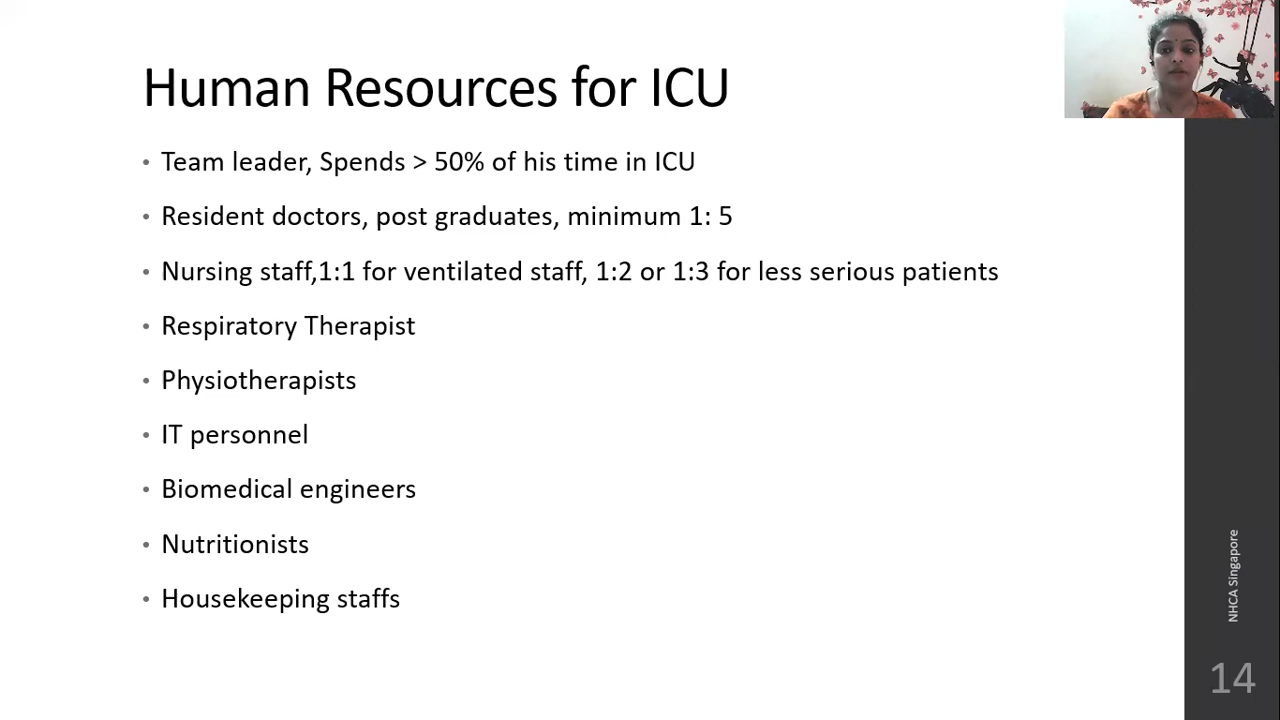 Human Resources for ICU
• Team leader, Spends > 50% of his time in ICU
• Resident doctors, post graduates, minimum 1: 5
• Nursing staff,1:1 for ventilated staff, 1:2 or 1:3 for less serious patients
• Respiratory Therapist
• Physiotherapists
• IT personnel
• Biomedical engineers
• Nutritionists
• Housekeeping staffs
NHCA Singapore
14